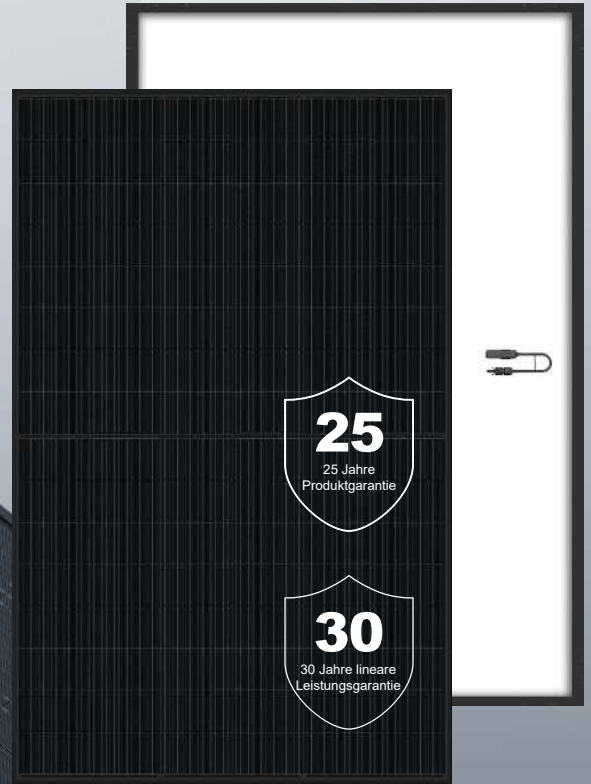 25
25 Jahre
Produktgarantie
30
30 Jahre lineare
Leistungsgarantie